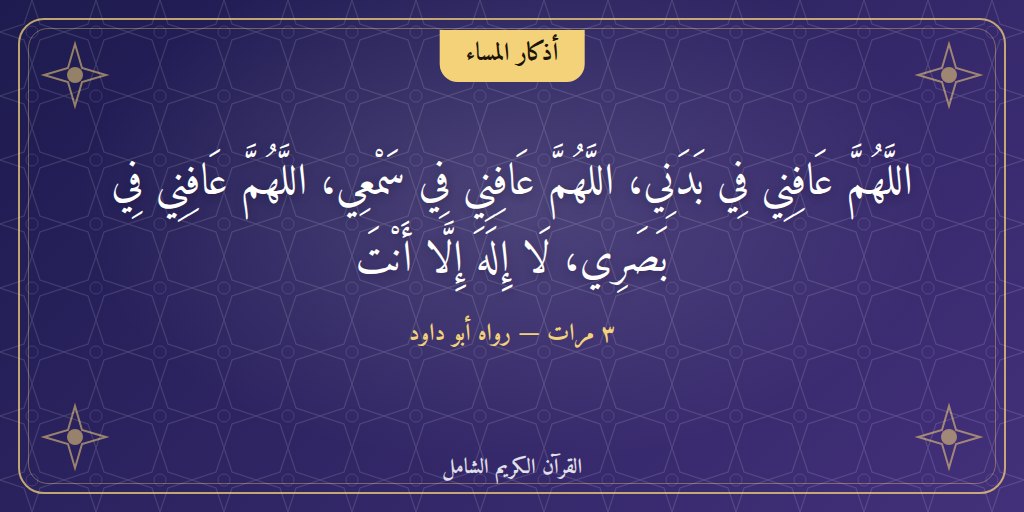 أذكار المساء
اللَّهُمَّ عَافِنِي فِي بَدَنِي، اللَّهُمَّ عَافِنِي فِي سَمْعِي، اللَّهُمَّ عَافِنِي فِي
بَصَرِي، لَا إِلَهَ إِلَّا أَنْتَ
٣ مرات — رواه أبو داود
القرآن الكريم الشامل